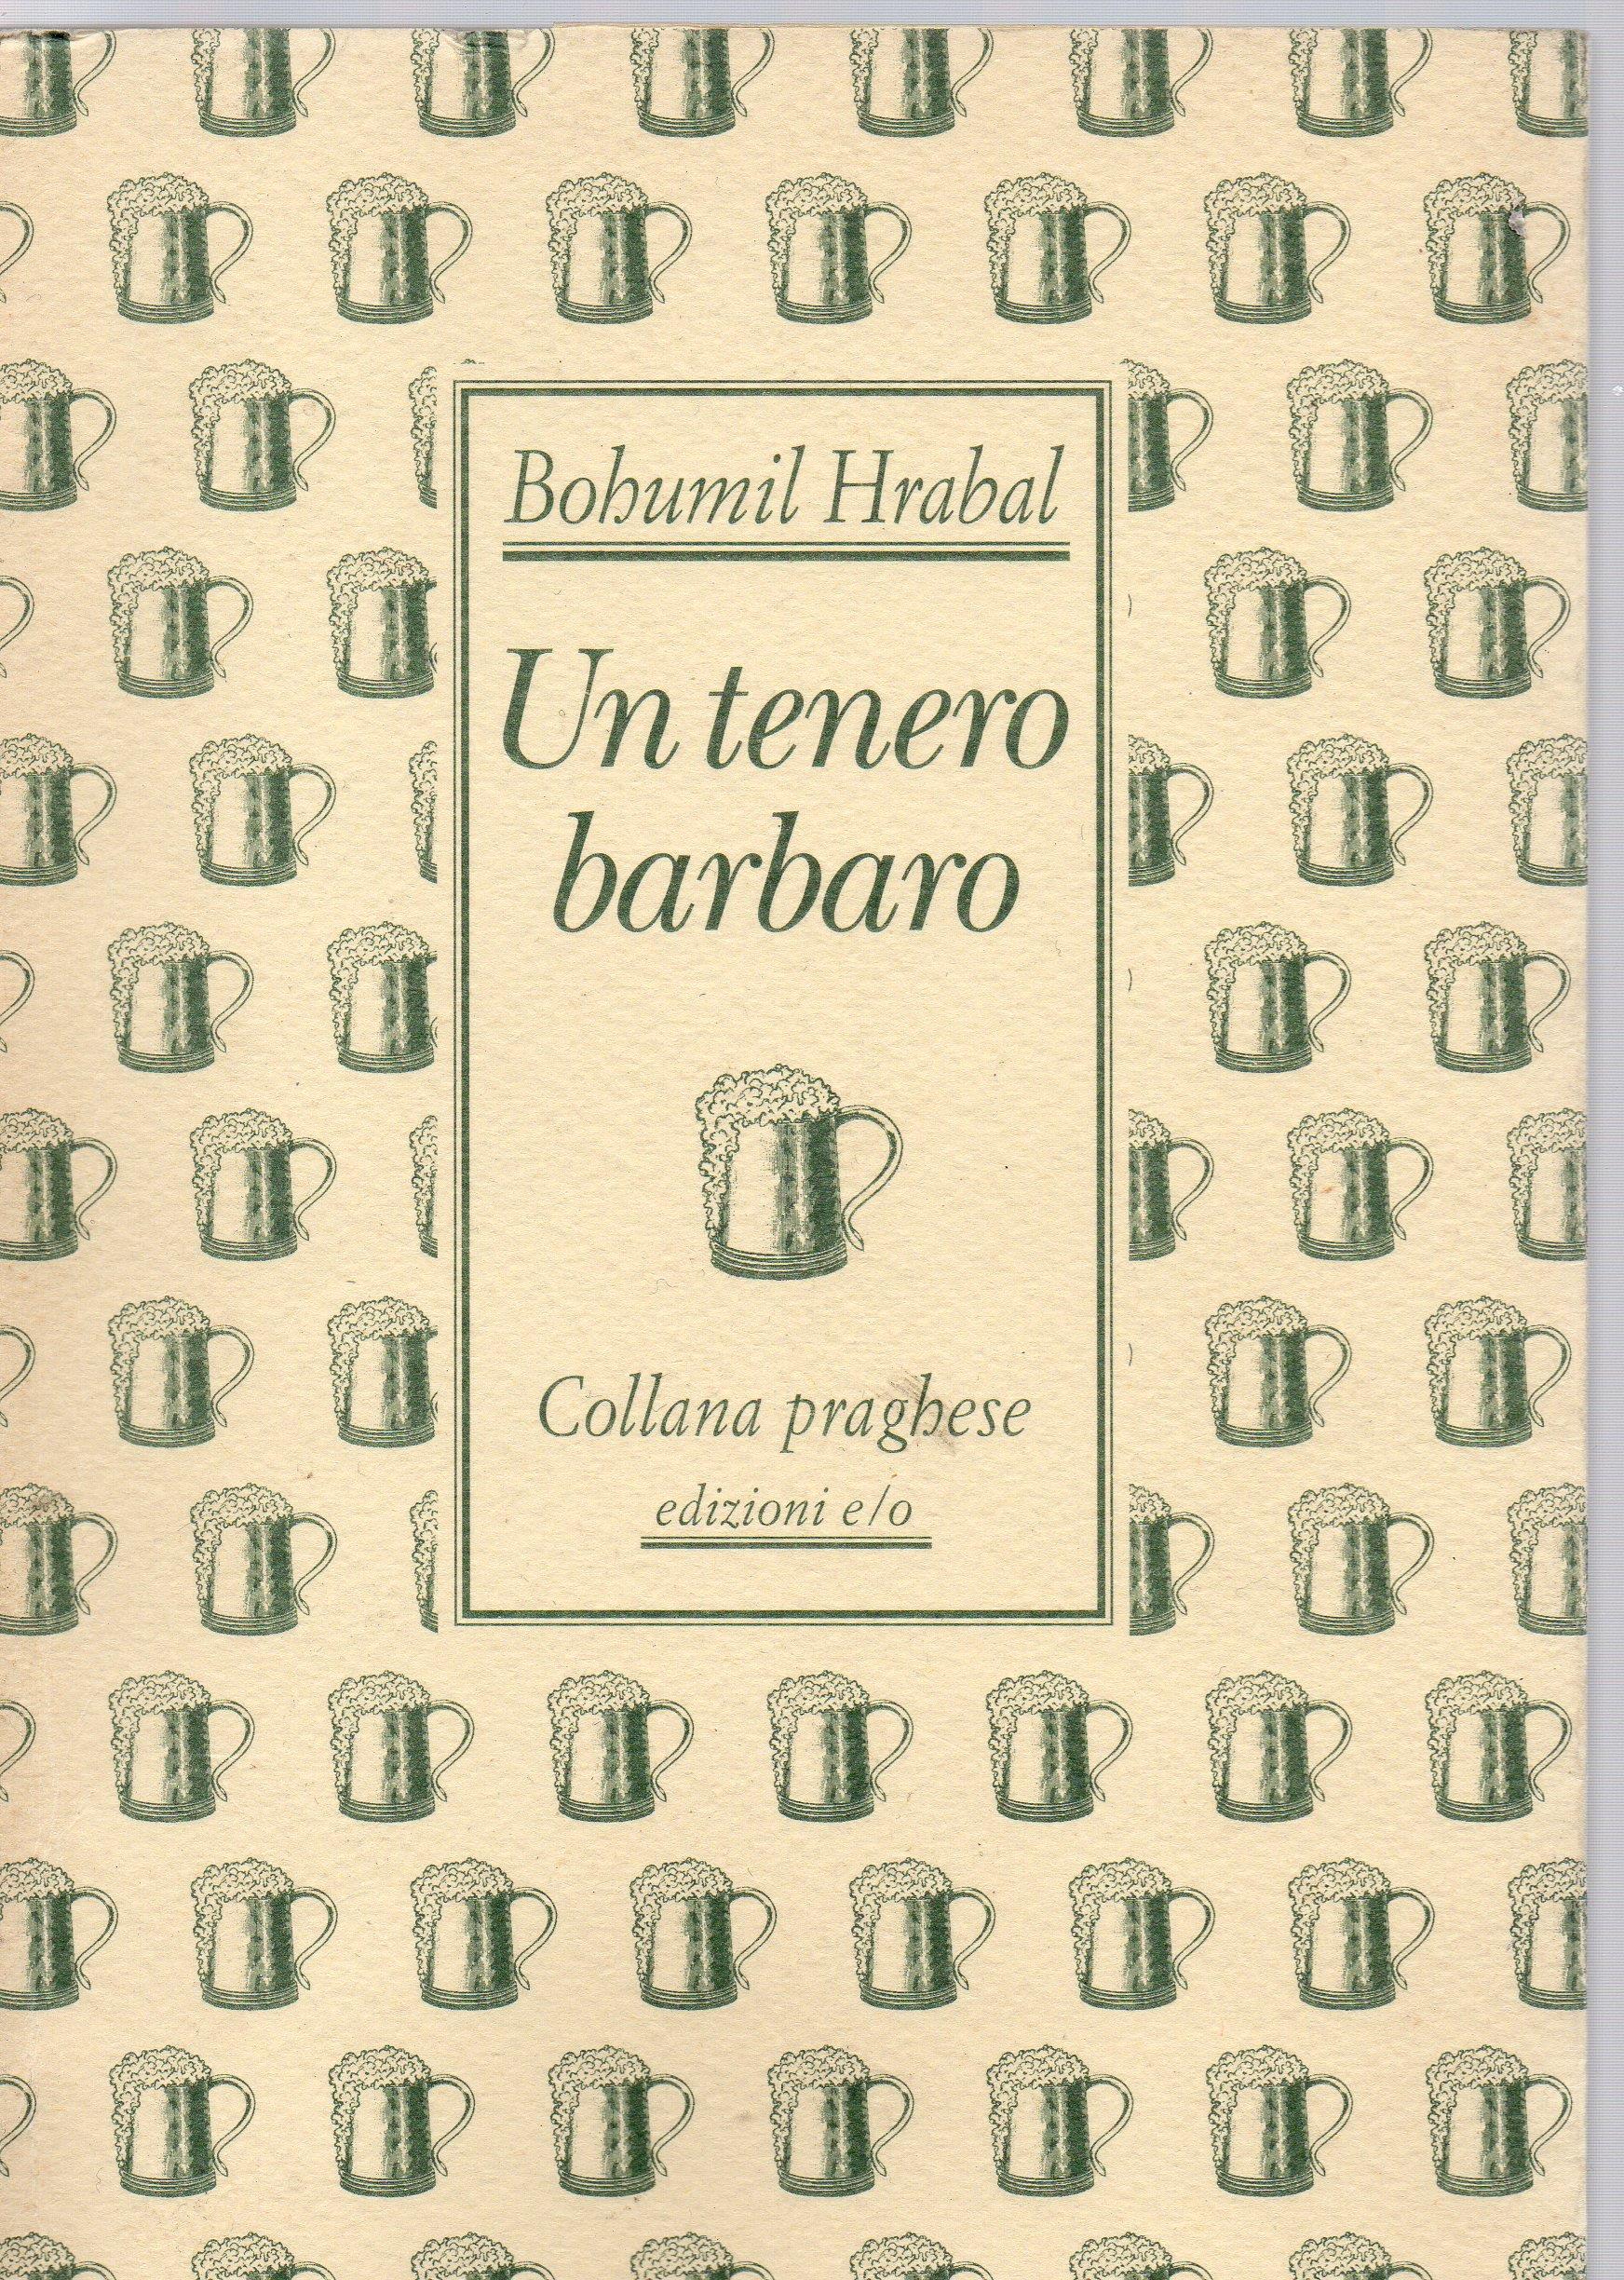 Bohumil Hrabal
Un tenero
barbaro
Collana praghese
edizioni e/o